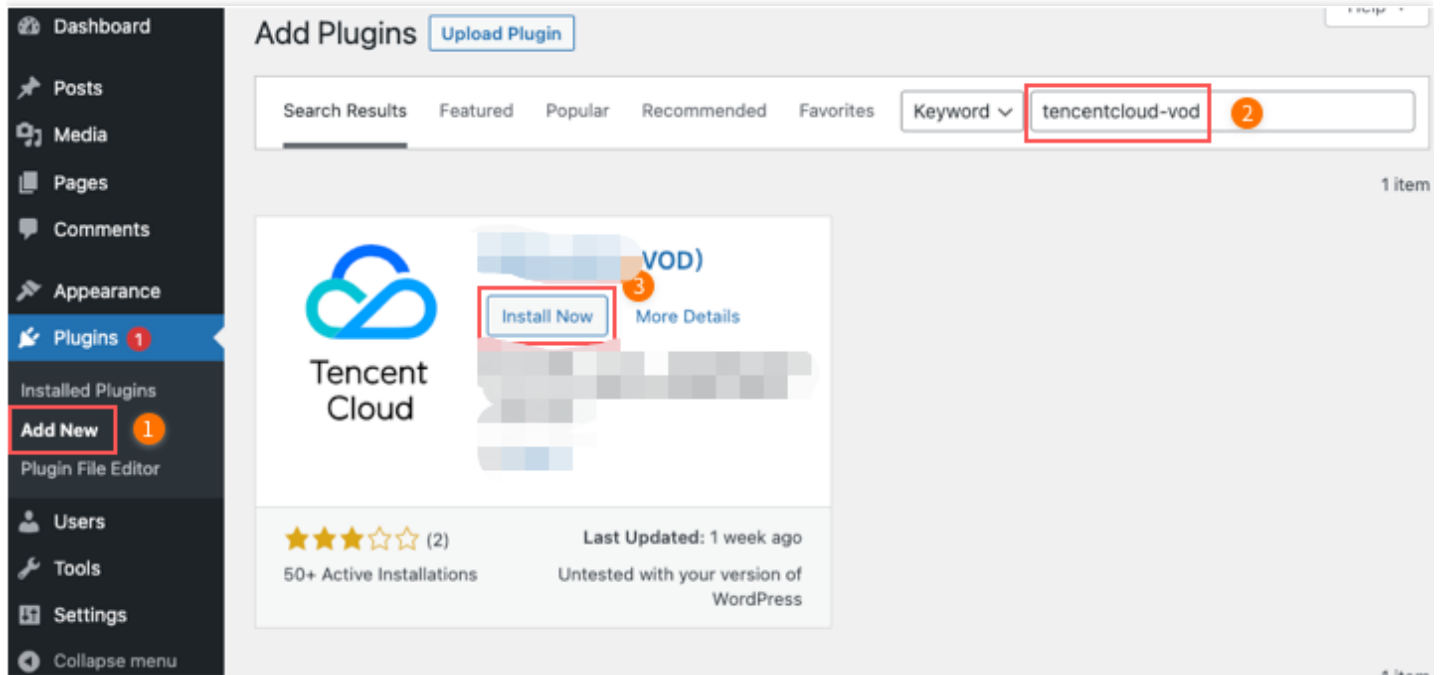 Dashboard
Posts
Media
Pages
Comments
Appearance
Plugins 1
Installed Plugins
Add New 1
Plugin File Editor
Users
Tools
Settings
Collapse menu
Help
Add Plugins Upload Plugin
Search Results Featured Popular Recommended Favorites Keyword tencentcloud-vod 2
1 item
VOD)
3
Install Now More Details
Tencent
Cloud
(2) Last Updated: 1 week ago
50+ Active Installations Untested with your version of
WordPress
1 item